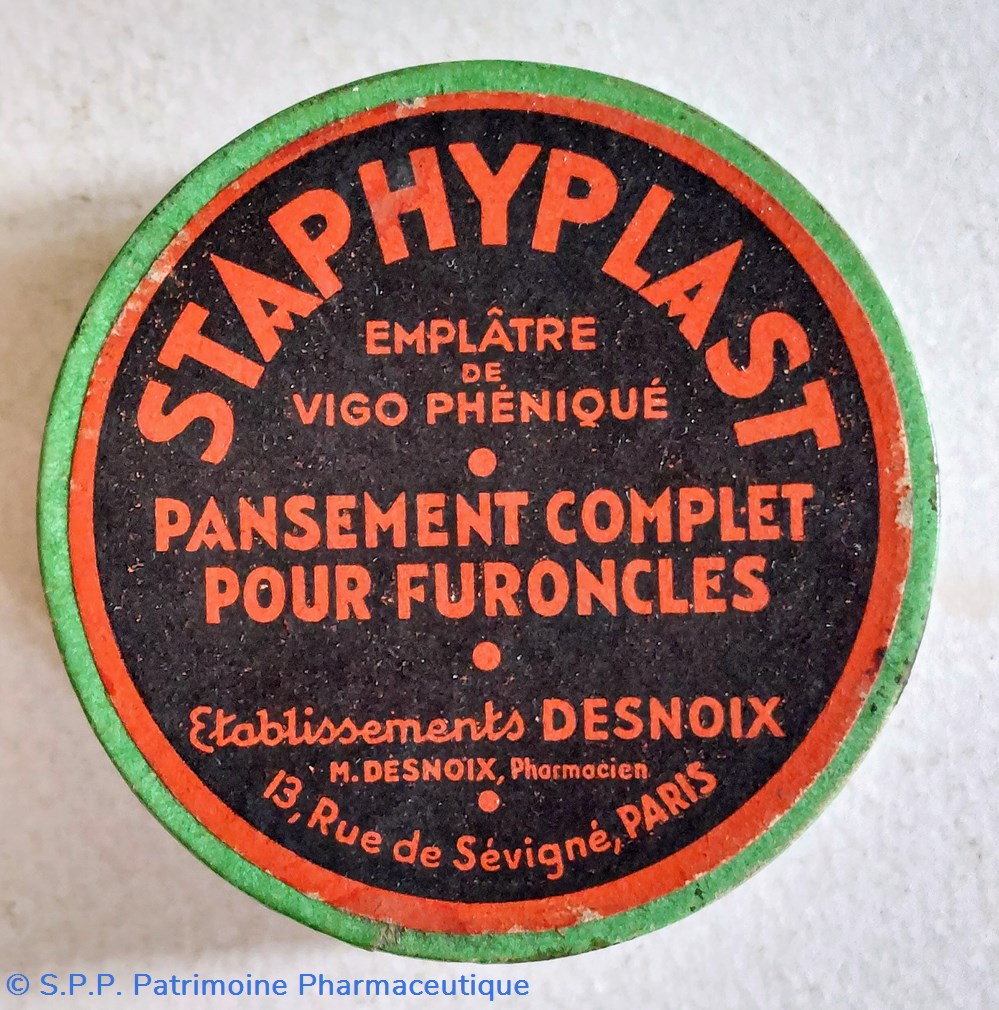 STAPHYPLAST
EMPLÂTRE
DE
VIGO PHÉNIQUÉ
PANSEMENT COMPLET
POUR FURONCLES
Etablissements DESNOIX
M. DESNOIX, Pharmacien
13, Rue de Sévigné, PARIS
© S.P.P. Patrimoine Pharmaceutique